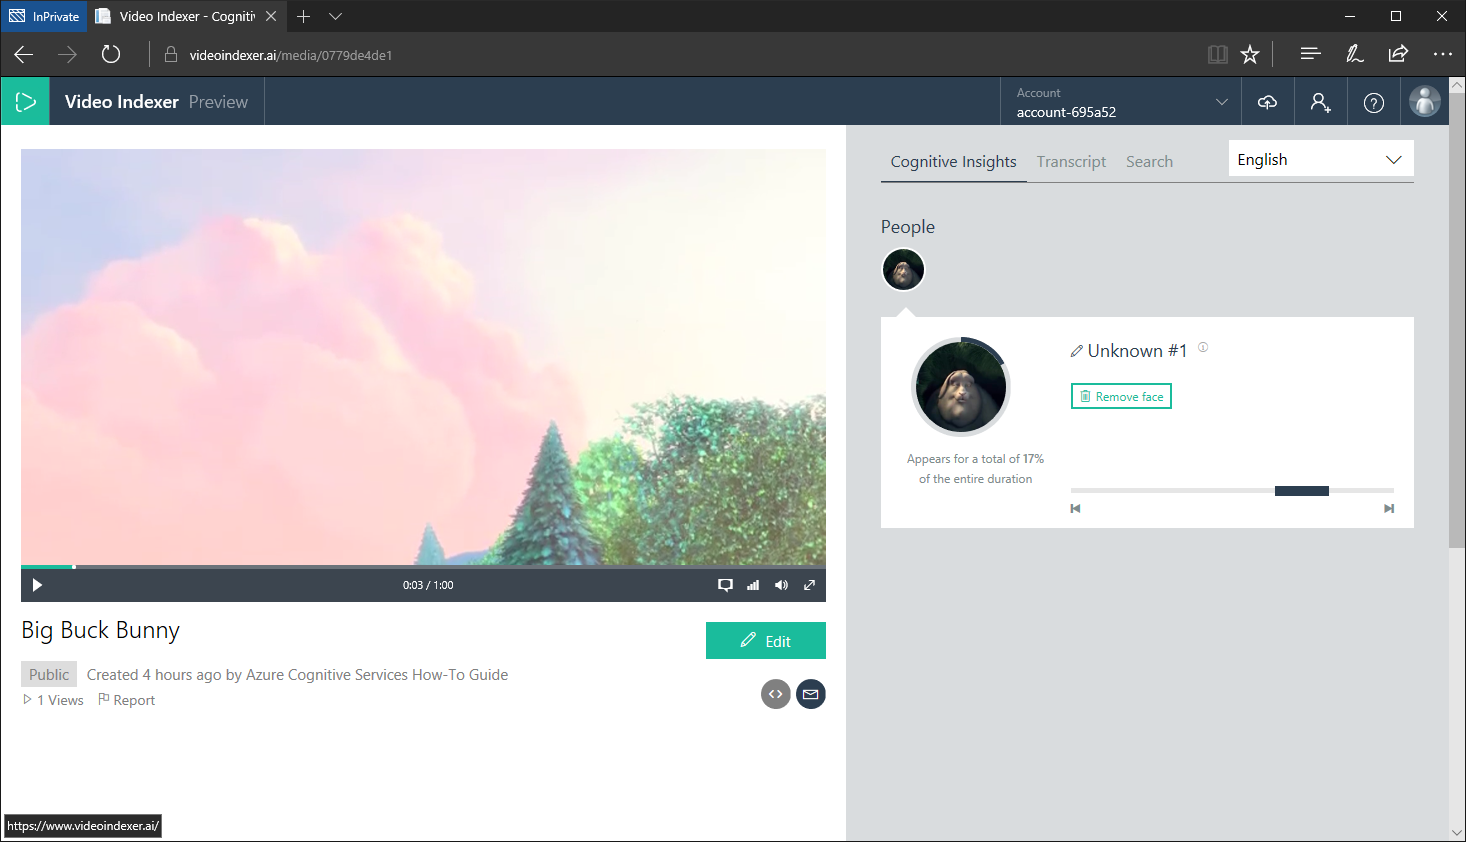 InPrivate
Video Indexer - Cogniti
videoindexer.ai/media/0779de4de1
Video Indexer Preview
Account
account-695a52
Cognitive Insights Transcript Search
English
People
Unknown #1
Remove face
Appears for a total of 17%
of the entire duration
0:03 / 1:00
Big Buck Bunny
Edit
Public Created 4 hours ago by Azure Cognitive Services How-To Guide
1 Views Report
https://www.videoindexer.ai/